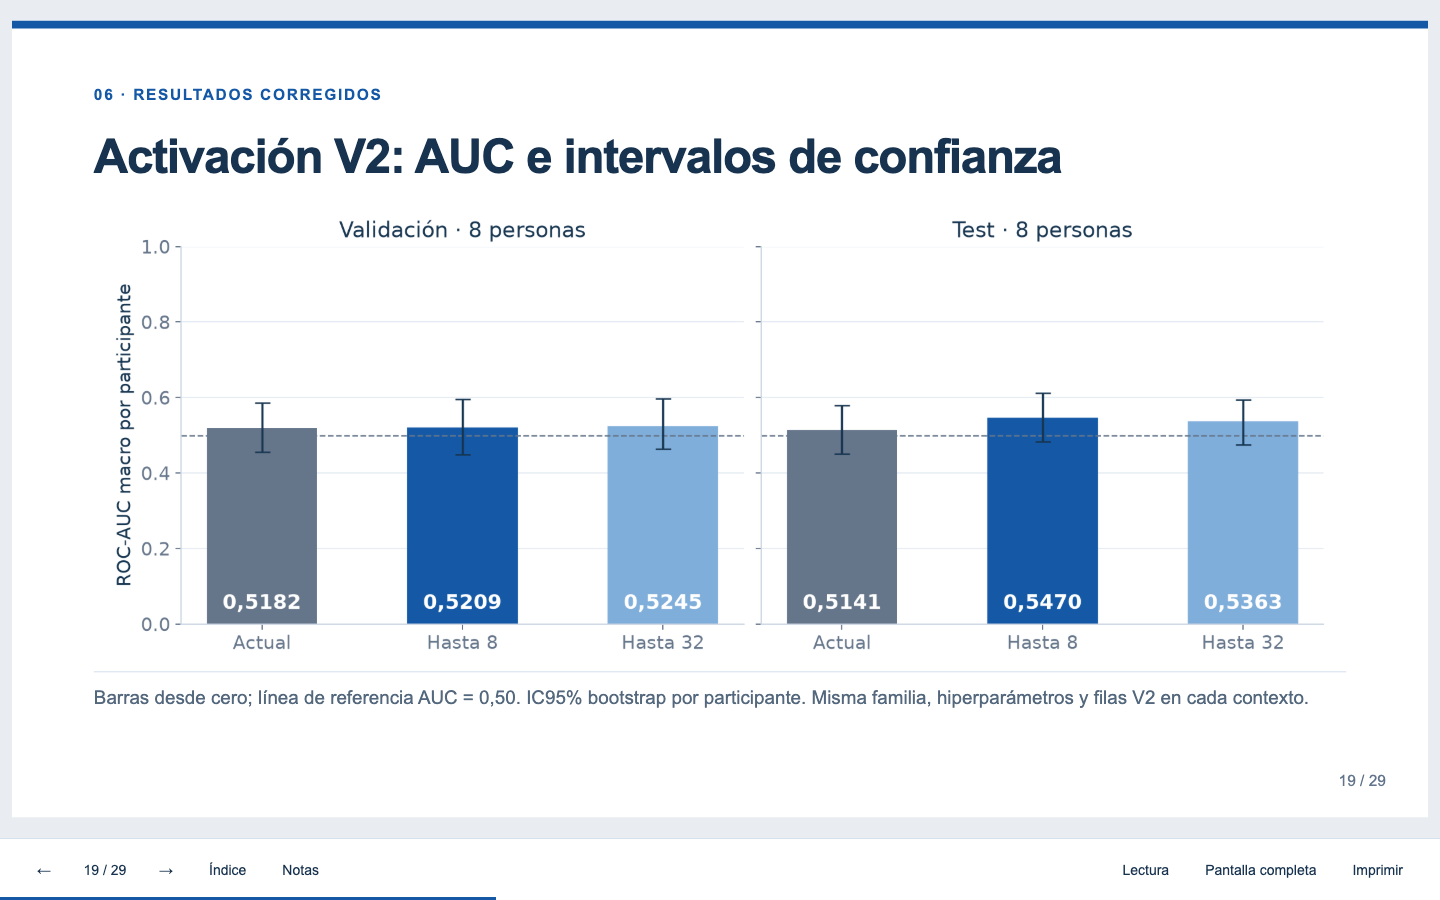 06 · RESULTADOS CORREGIDOS
Activación V2: AUC e intervalos de confianza
Validación · 8 personas
Test · 8 personas
ROC-AUC macro por participante
1.0
0.8
0.6
0.4
0.2
0.0
0,5182
0,5209
0,5245
0,5141
0,5470
0,5363
Actual
Hasta 8
Hasta 32
Actual
Hasta 8
Hasta 32
Barras desde cero; línea de referencia AUC = 0,50. IC95% bootstrap por participante. Misma familia, hiperparámetros y filas V2 en cada contexto.
19 / 29
← 19 / 29 → Índice Notas Lectura Pantalla completa Imprimir